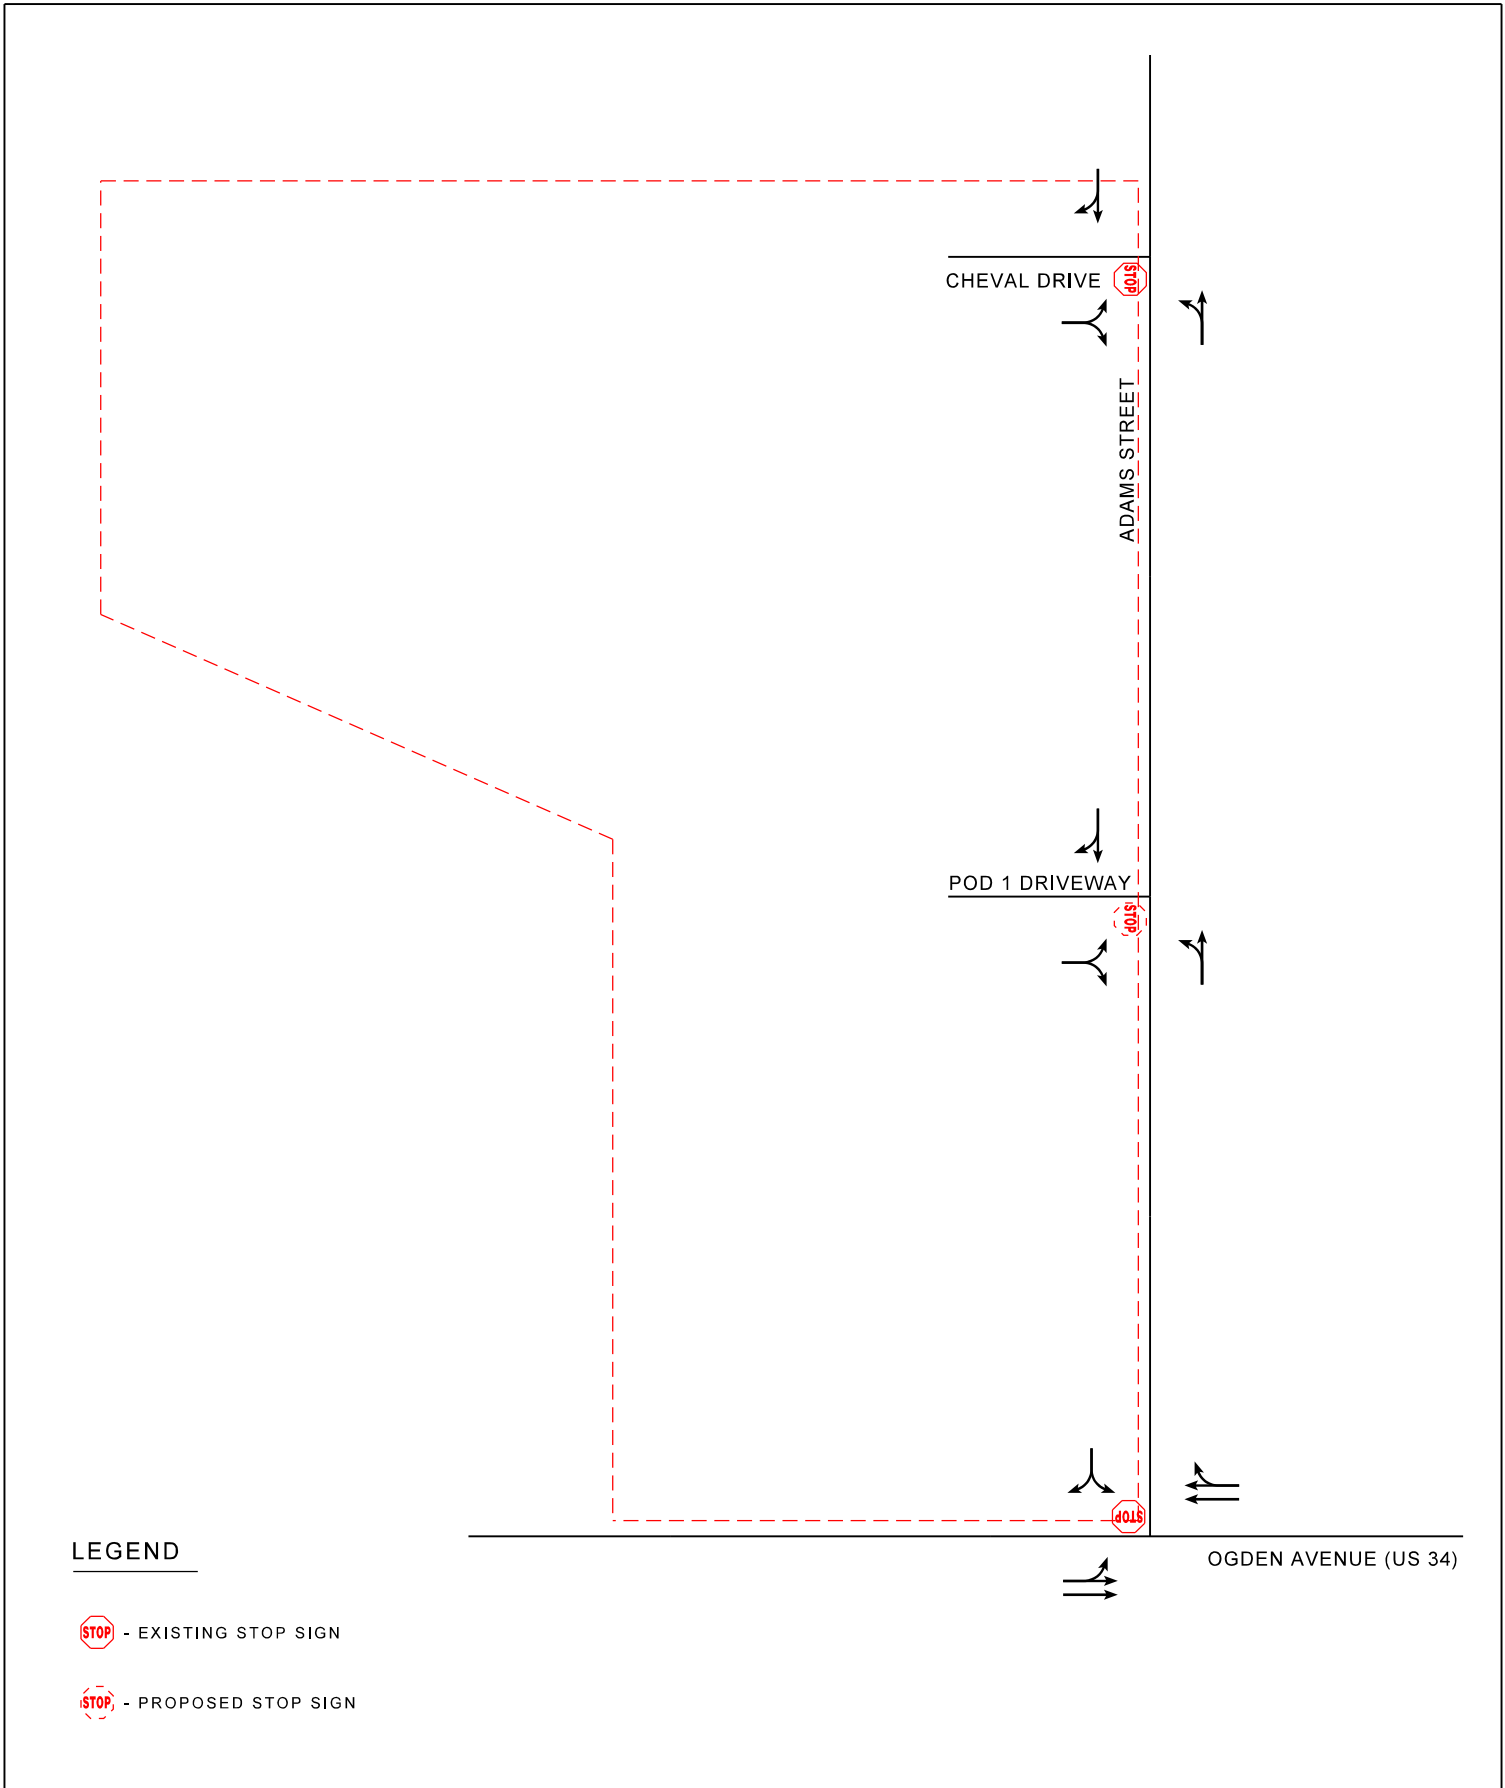 STOP
CHEVAL DRIVE
ADAMS STREET
POD 1 DRIVEWAY
STOP
STOP
OGDEN AVENUE (US 34)
LEGEND
STOP - EXISTING STOP SIGN
STOP - PROPOSED STOP SIGN